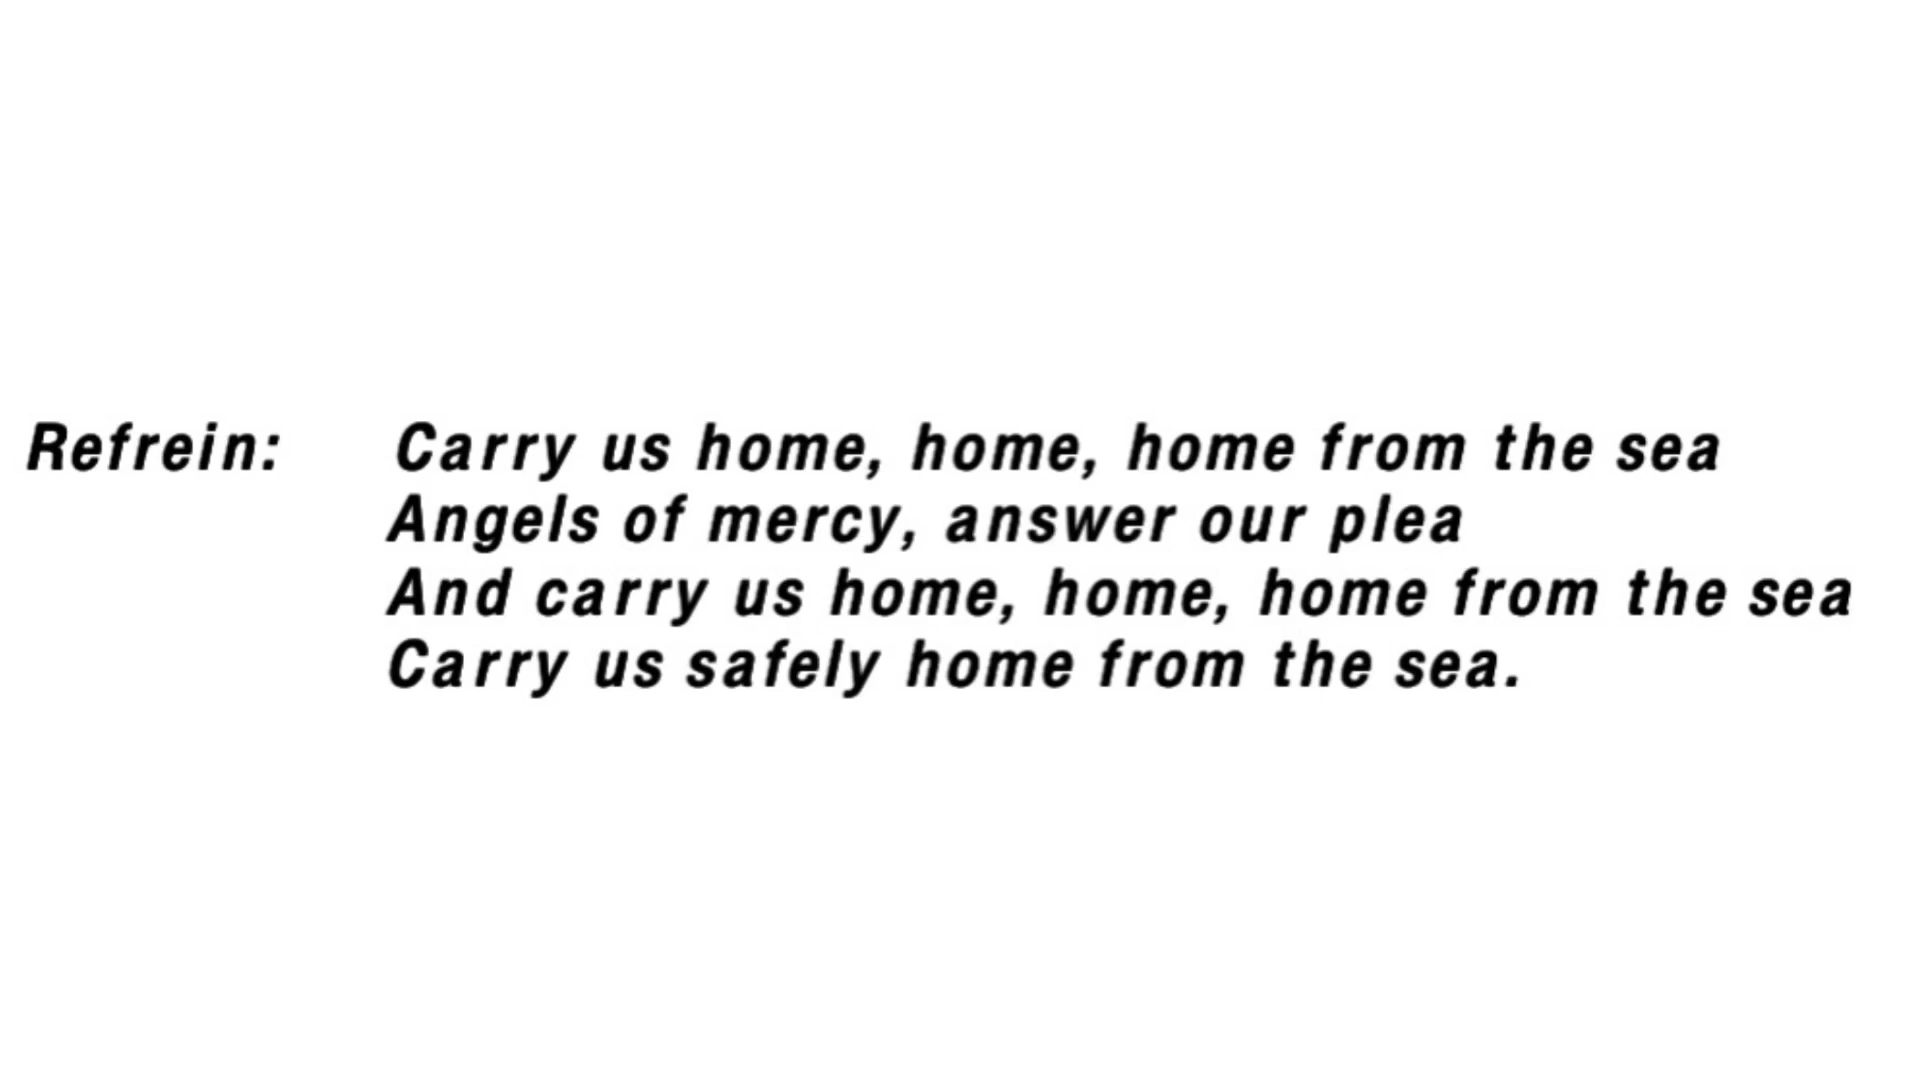 Refrein: Carry us home, home, home from the sea
Angels of mercy, answer our plea
And carry us home, home, home from the sea
Carry us safely home from the sea.